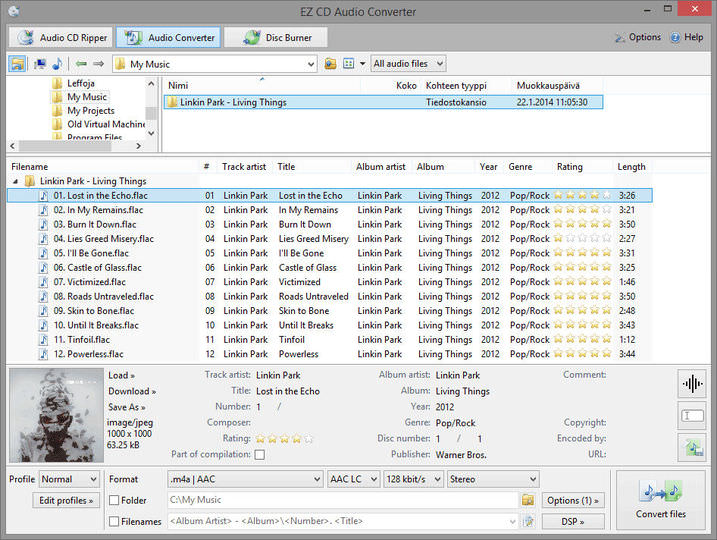 EZ CD Audio Converter
Audio CD Ripper Audio Converter Disc Burner Options Help
My Music All audio files
Leffoja
My Music
My Projects
Old Virtual Machine
Program Files
Nimi Koko Kohteen tyyppi Muokkauspäivä
Linkin Park - Living Things Tiedostokansio 22.1.2014 11:05:30
Filename # Track artist Title Album artist Album Year Genre Rating Length
Linkin Park - Living Things
01. Lost in the Echo.flac 01 Linkin Park Lost in the Echo Linkin Park Living Things 2012 Pop/Rock 3:26
02. In My Remains.flac 02 Linkin Park In My Remains Linkin Park Living Things 2012 Pop/Rock 3:21
03. Burn It Down.flac 03 Linkin Park Burn It Down Linkin Park Living Things 2012 Pop/Rock 3:50
04. Lies Greed Misery.flac 04 Linkin Park Lies Greed Misery Linkin Park Living Things 2012 Pop/Rock 2:27
05. I'll Be Gone.flac 05 Linkin Park I'll Be Gone Linkin Park Living Things 2012 Pop/Rock 3:31
06. Castle of Glass.flac 06 Linkin Park Castle of Glass Linkin Park Living Things 2012 Pop/Rock 3:25
07. Victimized.flac 07 Linkin Park Victimized Linkin Park Living Things 2012 Pop/Rock 1:46
08. Roads Untraveled.flac 08 Linkin Park Roads Untraveled Linkin Park Living Things 2012 Pop/Rock 3:50
09. Skin to Bone.flac 09 Linkin Park Skin to Bone Linkin Park Living Things 2012 Pop/Rock 2:48
10. Until It Breaks.flac 10 Linkin Park Until It Breaks Linkin Park Living Things 2012 Pop/Rock 3:43
11. Tinfoil.flac 11 Linkin Park Tinfoil Linkin Park Living Things 2012 Pop/Rock 1:12
12. Powerless.flac 12 Linkin Park Powerless Linkin Park Living Things 2012 Pop/Rock 3:44
Load » Track artist: Linkin Park Album artist: Linkin Park Comment:
Download » Title: Lost in the Echo Album: Living Things
Save As » Number: 1 / Year: 2012
image/jpeg Composer: Genre: Pop/Rock Copyright:
1000 x 1000 Rating: Disc number: 1 / 1 Encoded by:
63.25 kB Part of compilation: Publisher: Warner Bros. URL:
Profile Normal Format .m4a | AAC AAC LC 128 kbit/s Stereo
Edit profiles » Folder C:\My Music Options (1) » Convert files
Filenames <Album Artist> - <Album>\<Number>. <Title> DSP »